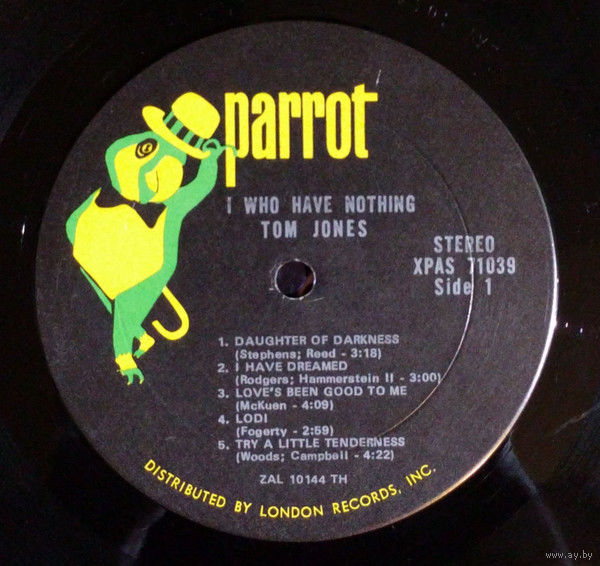 parrot
I WHO HAVE NOTHING
TOM JONES
STEREO
XPAS 71039
Side 1
1. DAUGHTER OF DARKNESS
(Stephens; Reed - 3:18)
2. I HAVE DREAMED
(Rodgers; Hammerstein II - 3:00)
3. LOVE'S BEEN GOOD TO ME
(McKuen - 4:09)
4. LODI
(Fogerty - 2:59)
5. TRY A LITTLE TENDERNESS
(Woods; Campbell - 4:22)
ZAL 10144 TH
DISTRIBUTED BY LONDON RECORDS, INC.
www.ay.by